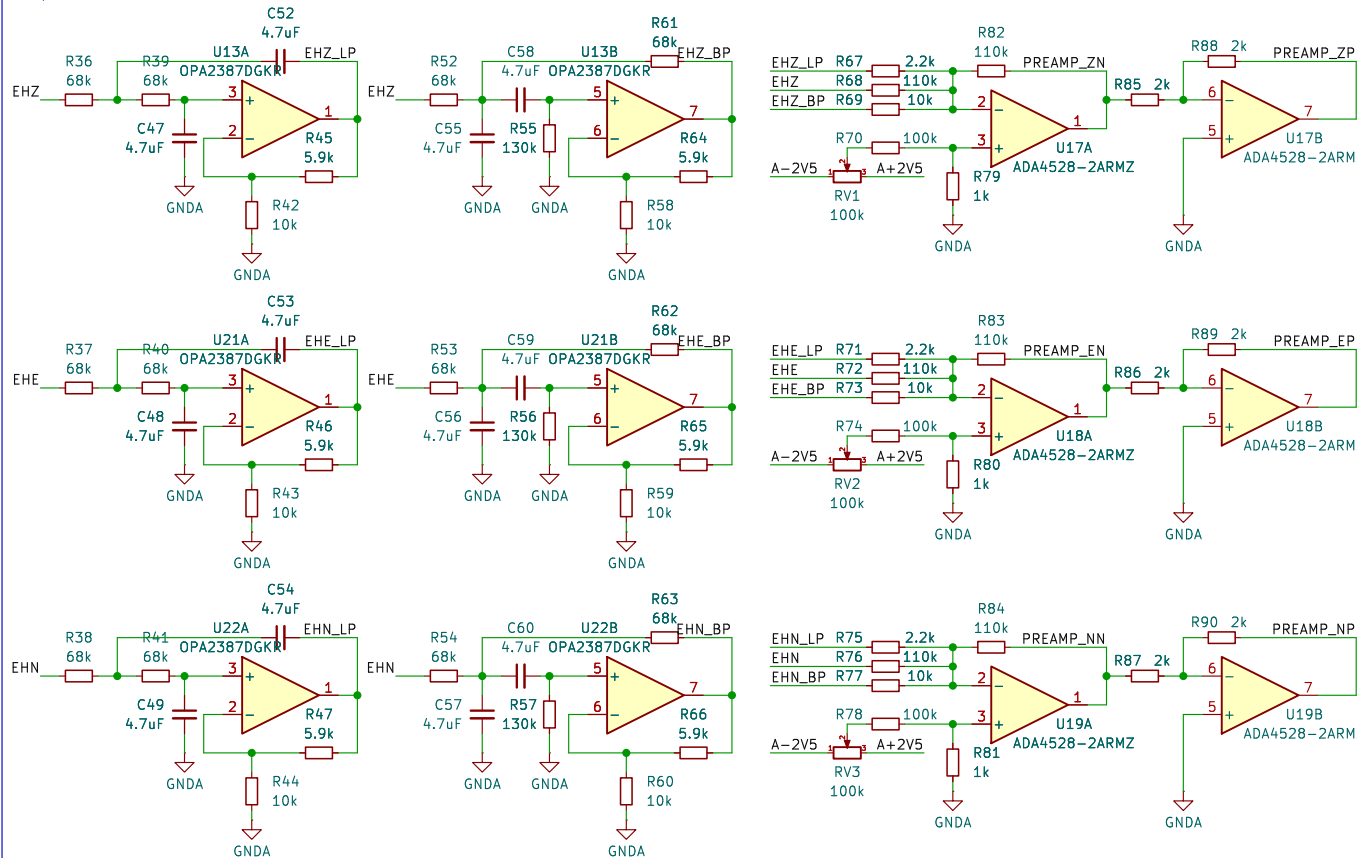 C52
4.7uF
R36
68k
R39
68k
U13A
OPA2387DGKR
EHZ_LP
EHZ
3
+
2
−
1
C47
4.7uF
R45
5.9k
GNDA
R42
10k
GNDA
R61
68k
EHZ_BP
R52
68k
C58
4.7uF
U13B
OPA2387DGKR
EHZ
5
+
6
−
7
C55
4.7uF
R55
130k
R64
5.9k
GNDA
GNDA
R58
10k
GNDA
R82
110k
EHZ_LP R67 2.2k
EHZ R68 110k
EHZ_BP R69 10k
PREAMP_ZN
2
−
3
+
1
R70 100k
U17A
ADA4528-2ARMZ
A-2V5 1 2 3 A+2V5
RV1
100k
R79
1k
GNDA
R88 2k
PREAMP_ZP
R85 2k
6
−
5
+
7
U17B
ADA4528-2ARM
GNDA
C53
4.7uF
R37
68k
R40
68k
U21A
OPA2387DGKR
EHE_LP
EHE
3
+
2
−
1
C48
4.7uF
R46
5.9k
GNDA
R43
10k
GNDA
R62
68k
EHE_BP
R53
68k
C59
4.7uF
U21B
OPA2387DGKR
EHE
5
+
6
−
7
C56
4.7uF
R56
130k
R65
5.9k
GNDA
GNDA
R59
10k
GNDA
R83
110k
EHE_LP R71 2.2k
EHE R72 110k
EHE_BP R73 10k
PREAMP_EN
2
−
3
+
1
R74 100k
U18A
ADA4528-2ARMZ
A-2V5 1 2 3 A+2V5
RV2
100k
R80
1k
GNDA
R89 2k
PREAMP_EP
R86 2k
6
−
5
+
7
U18B
ADA4528-2ARM
GNDA
C54
4.7uF
R38
68k
R41
68k
U22A
OPA2387DGKR
EHN_LP
EHN
3
+
2
−
1
C49
4.7uF
R47
5.9k
GNDA
R44
10k
GNDA
R63
68k
EHN_BP
R54
68k
C60
4.7uF
U22B
OPA2387DGKR
EHN
5
+
6
−
7
C57
4.7uF
R57
130k
R66
5.9k
GNDA
GNDA
R60
10k
GNDA
R84
110k
EHN_LP R75 2.2k
EHN R76 110k
EHN_BP R77 10k
PREAMP_NN
2
−
3
+
1
R78 100k
U19A
ADA4528-2ARMZ
A-2V5 1 2 3 A+2V5
RV3
100k
R81
1k
GNDA
R90 2k
PREAMP_NP
R87 2k
6
−
5
+
7
U19B
ADA4528-2ARM
GNDA